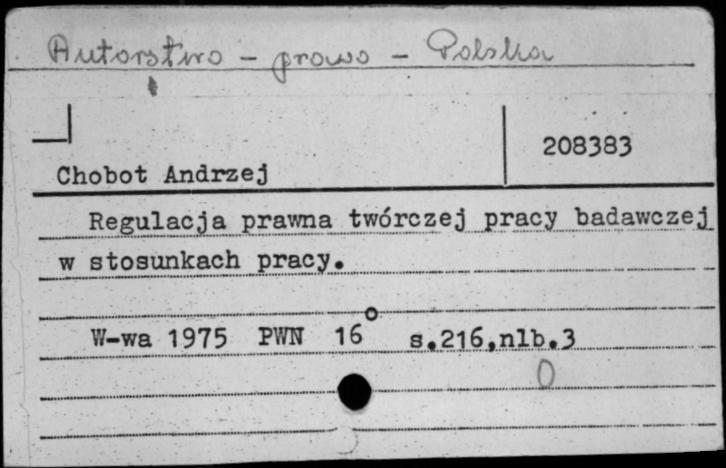 Autorstwo - prawo - Polska
208383
Chobot Andrzej
Regulacja prawna twórczej pracy badawczej
w stosunkach pracy.
W-wa 1975 PWN 16° s.216,nlb.3
0